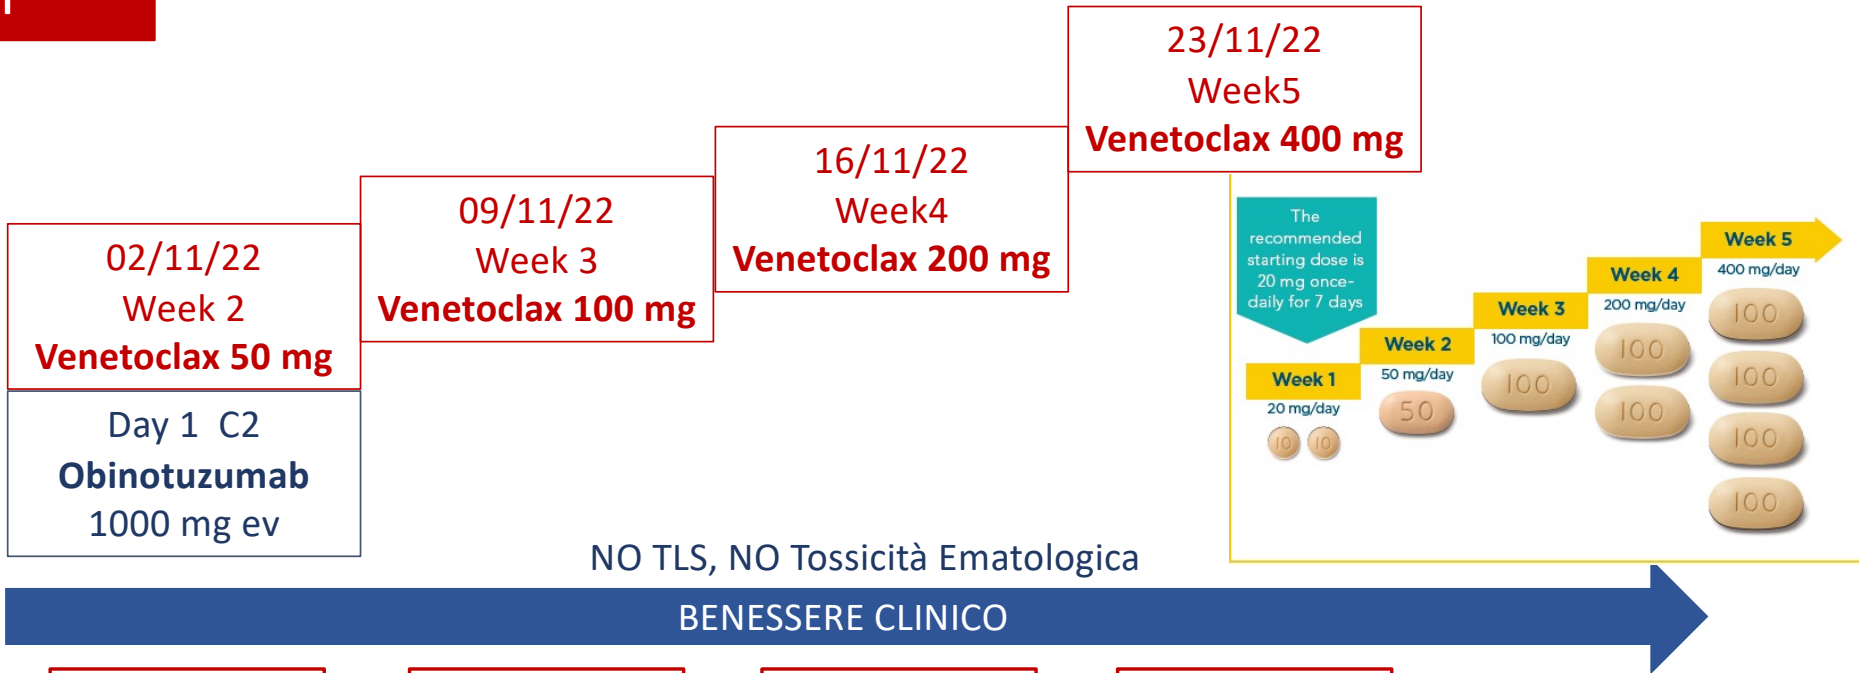 02/11/22
Week 2
Venetoclax 50 mg
Day 1 C2
Obinotuzumab
1000 mg ev
09/11/22
Week 3
Venetoclax 100 mg
16/11/22
Week4
Venetoclax 200 mg
23/11/22
Week5
Venetoclax 400 mg
The
recommended
starting dose is
20 mg once-
daily for 7 days
Week 1
20 mg/day
10 10
Week 2
50 mg/day
50
Week 3
100 mg/day
100
Week 4
200 mg/day
100
100
Week 5
400 mg/day
100
100
100
100
NO TLS, NO Tossicità Ematologica
BENESSERE CLINICO